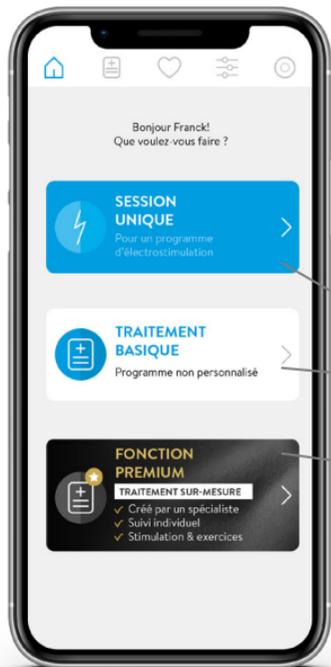 Bonjour Franck!
Que voulez-vous faire ?
SESSION
UNIQUE
Pour un programme
d'électrostimulation
TRAITEMENT
BASIQUE
Programme non personnalisé
FONCTION
PREMIUM
TRAITEMENT SUR-MESURE
Créé par un spécialiste
Suivi individuel
Stimulation & exercices